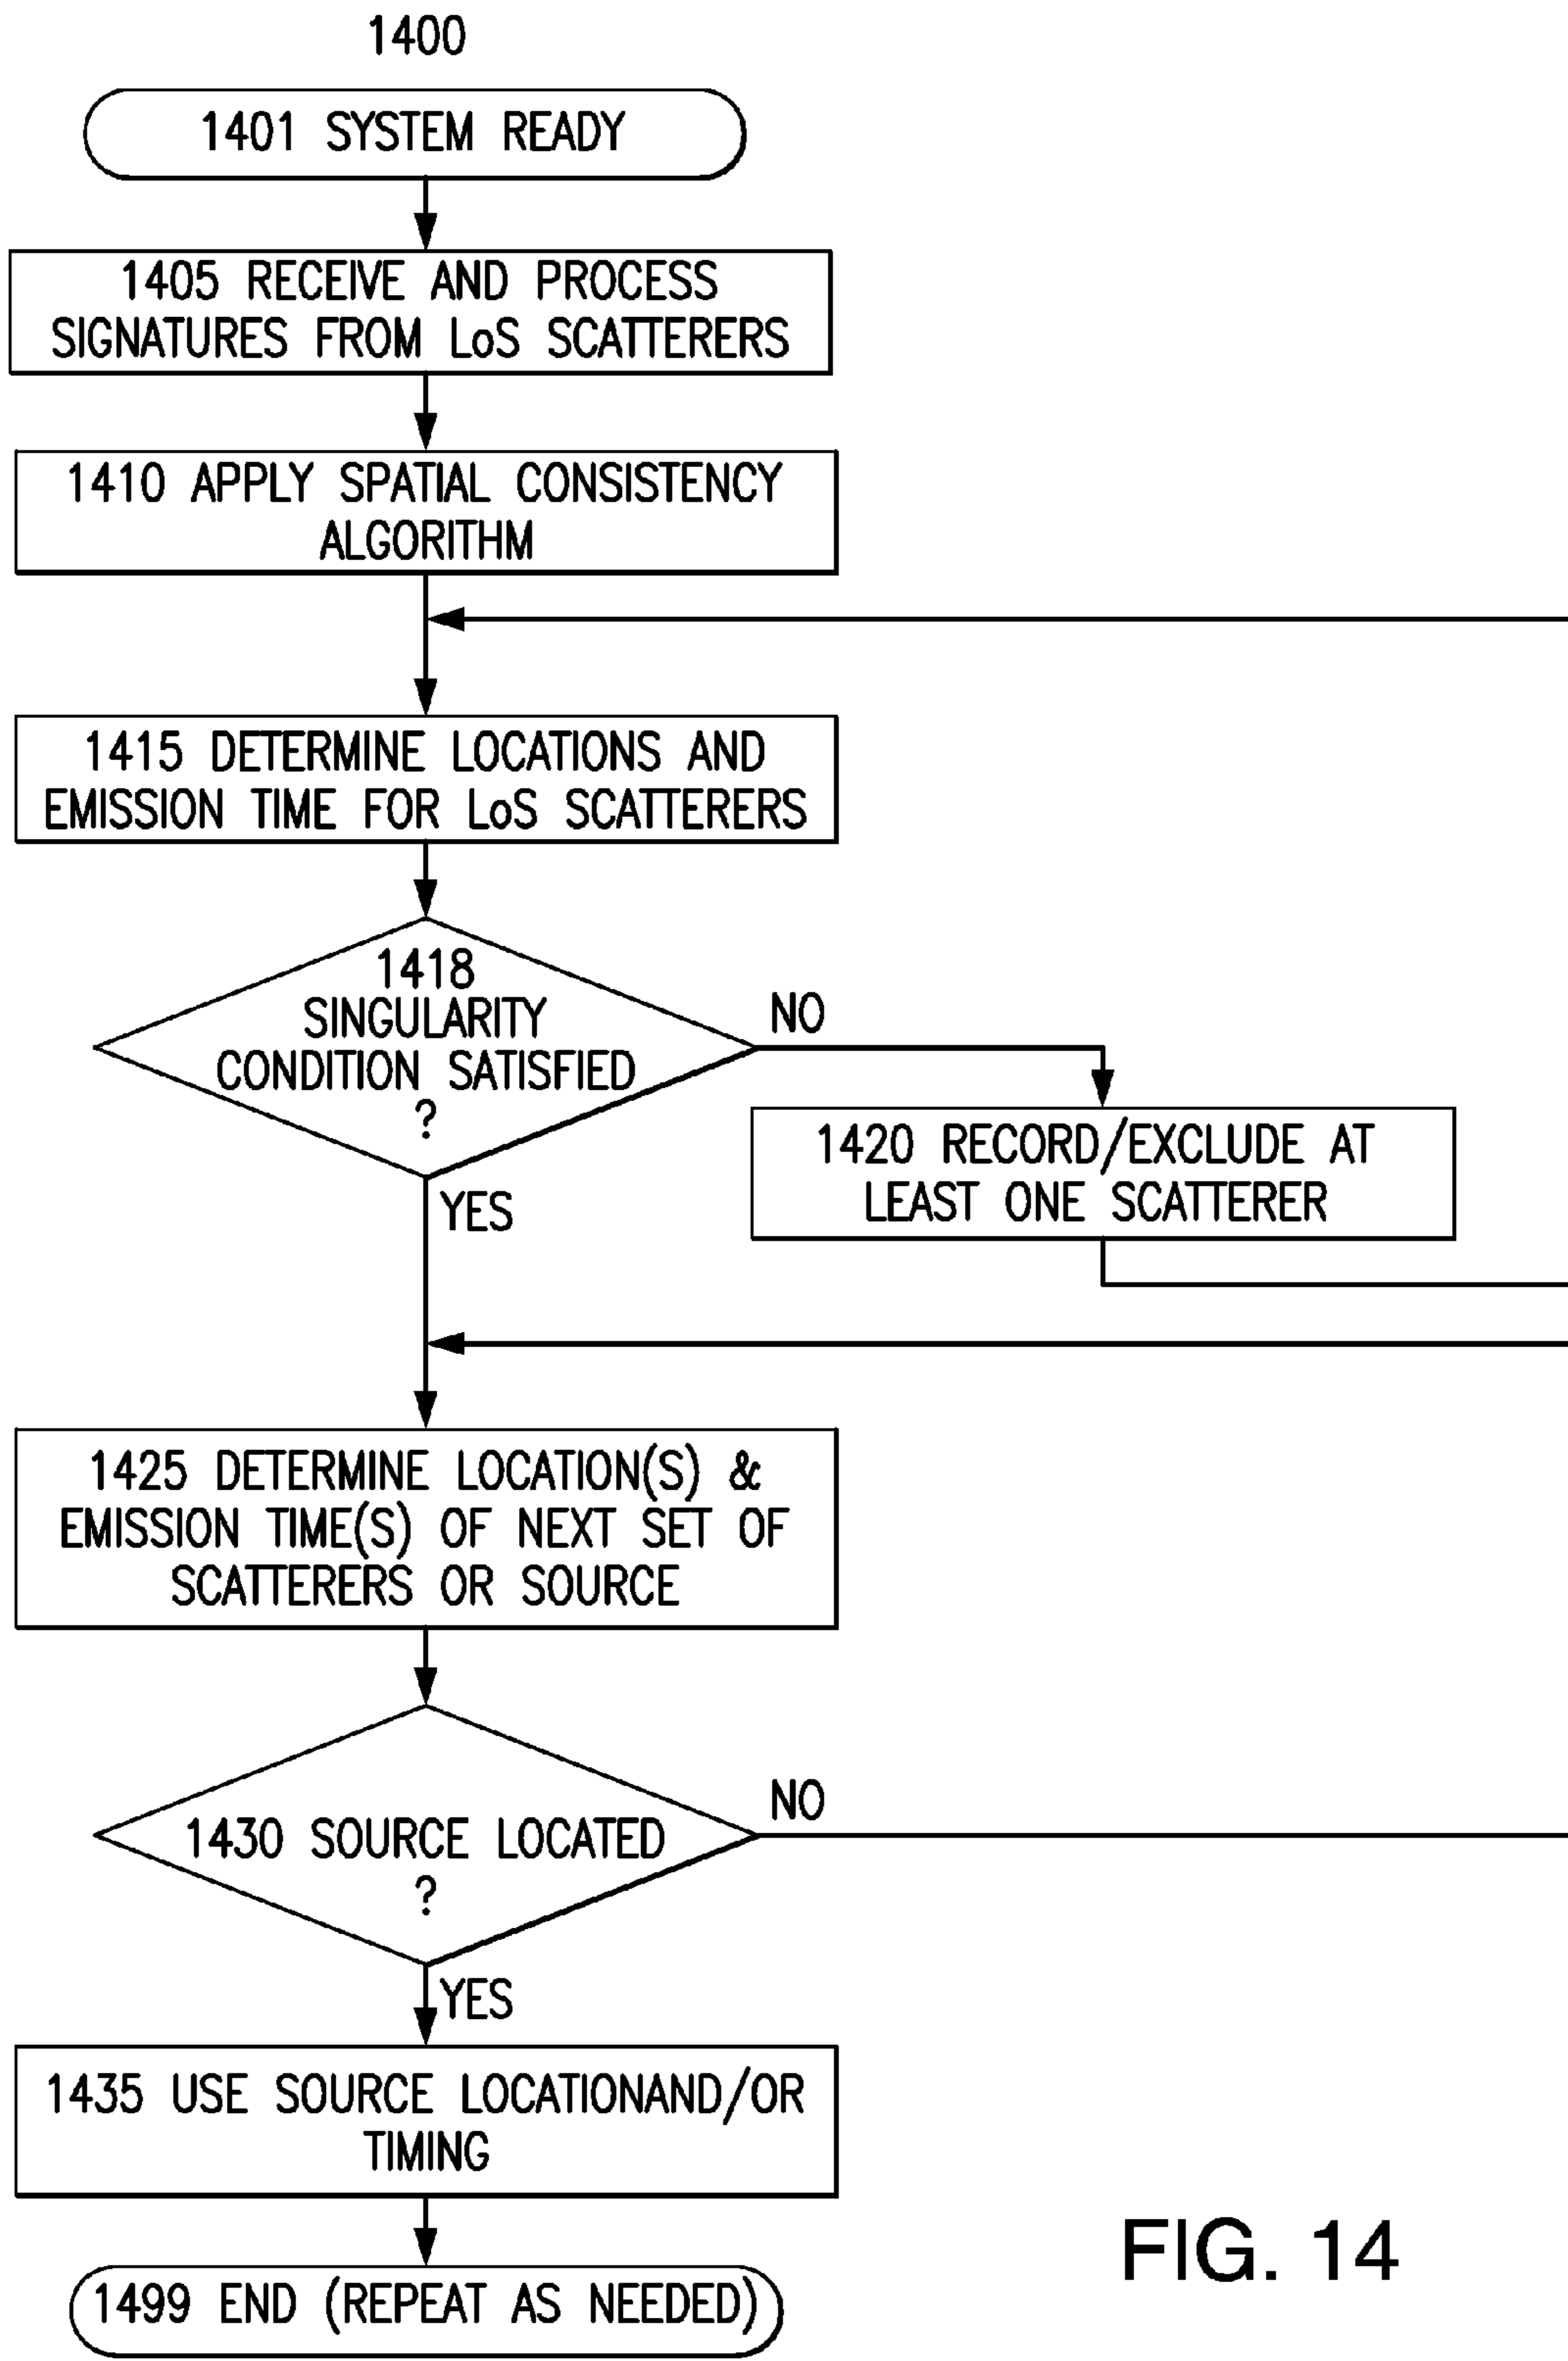 1400
1401 SYSTEM READY
1405 RECEIVE AND PROCESS
SIGNATURES FROM LoS SCATTERERS
1410 APPLY SPATIAL CONSISTENCY
ALGORITHM
1415 DETERMINE LOCATIONS AND
EMISSION TIME FOR LoS SCATTERERS
1418
SINGULARITY
CONDITION SATISFIED
?
NO
YES
1420 RECORD/EXCLUDE AT
LEAST ONE SCATTERER
1425 DETERMINE LOCATION(S) &
EMISSION TIME(S) OF NEXT SET OF
SCATTERERS OR SOURCE
1430 SOURCE LOCATED
?
NO
YES
1435 USE SOURCE LOCATIONAND/OR
TIMING
1499 END (REPEAT AS NEEDED)
FIG. 14